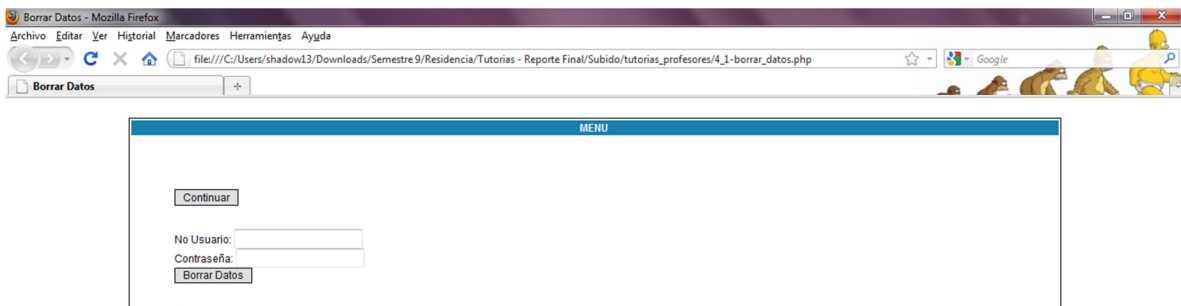 Borrar Datos - Mozilla Firefox
Archivo Editar Ver Historial Marcadores Herramientas Ayuda
file:///C:/Users/shadow13/Downloads/Semestre 9/Residencia/Tutorias - Reporte Final/Subido/tutorias_profesores/4_1-borrar_datos.php
Google
Borrar Datos
MENU
Continuar
No Usuario:
Contraseña:
Borrar Datos